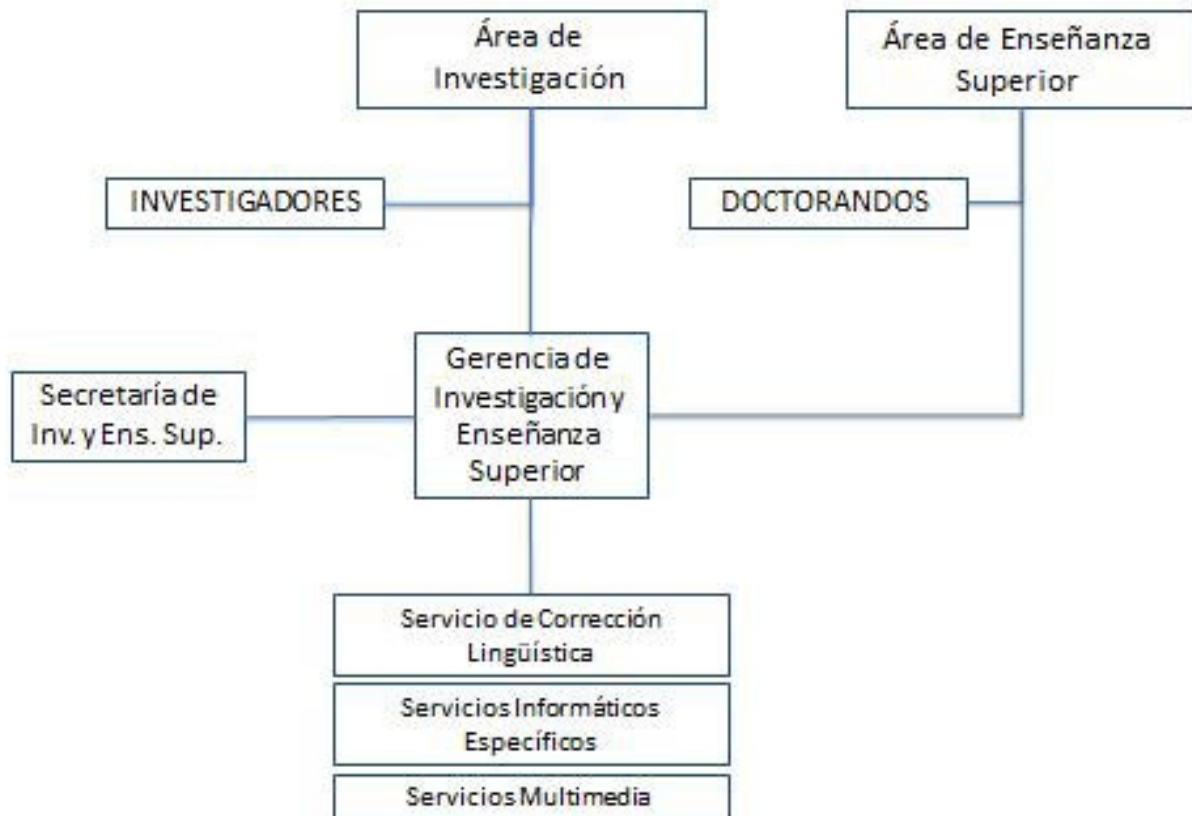 Área de
Investigación
Área de Enseñanza
Superior
INVESTIGADORES
DOCTORANDOS
Gerencia de
Investigación y
Enseñanza
Superior
Secretaría de
Inv. y Ens. Sup.
Servicio de Corrección
Lingüística
Servicios Informáticos
Específicos
Servicios Multimedia